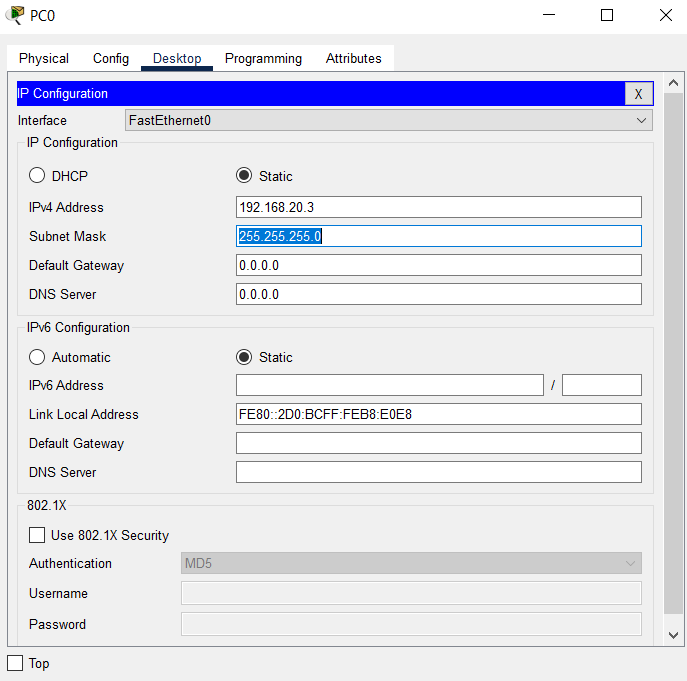 PC0
Physical Config Desktop Programming Attributes
IP Configuration X
Interface FastEthernet0
IP Configuration
DHCP Static
IPv4 Address 192.168.20.3
Subnet Mask 255.255.255.0
Default Gateway 0.0.0.0
DNS Server 0.0.0.0
IPv6 Configuration
Automatic Static
IPv6 Address /
Link Local Address FE80::2D0:BCFF:FEB8:E0E8
Default Gateway
DNS Server
802.1X
Use 802.1X Security
Authentication MD5
Username
Password
Top